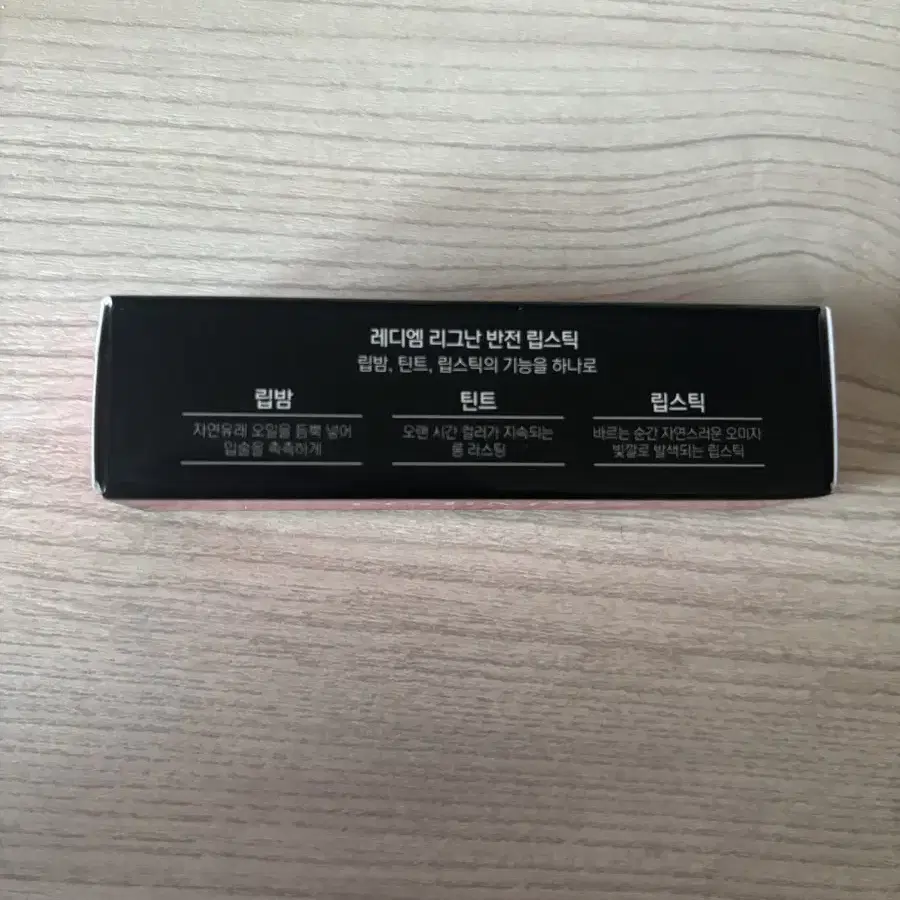 레디엠 리그난 반전 립스틱
립밤, 틴트, 립스틱의 기능을 하나로
립밤
자연유래 오일을 듬뿍 넣어
입술을 촉촉하게
틴트
오랜 시간 컬러가 지속되는
롱 라스팅
립스틱
바르는 순간 자연스러운 오미자
빛깔로 발색되는 립스틱